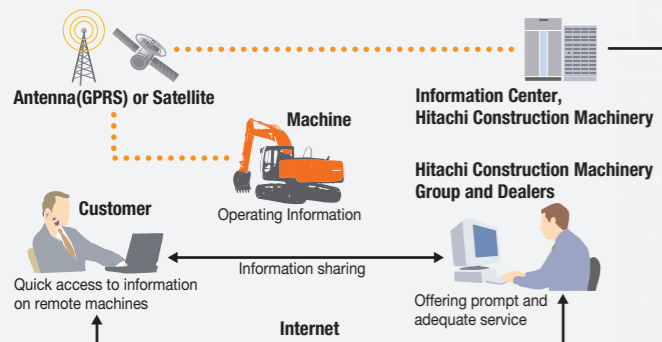 Antenna(GPRS) or Satellite
Information Center,
Hitachi Construction Machinery
Machine
Operating Information
Hitachi Construction Machinery
Group and Dealers
Customer
Quick access to information
on remote machines
Information sharing
Offering prompt and
adequate service
Internet